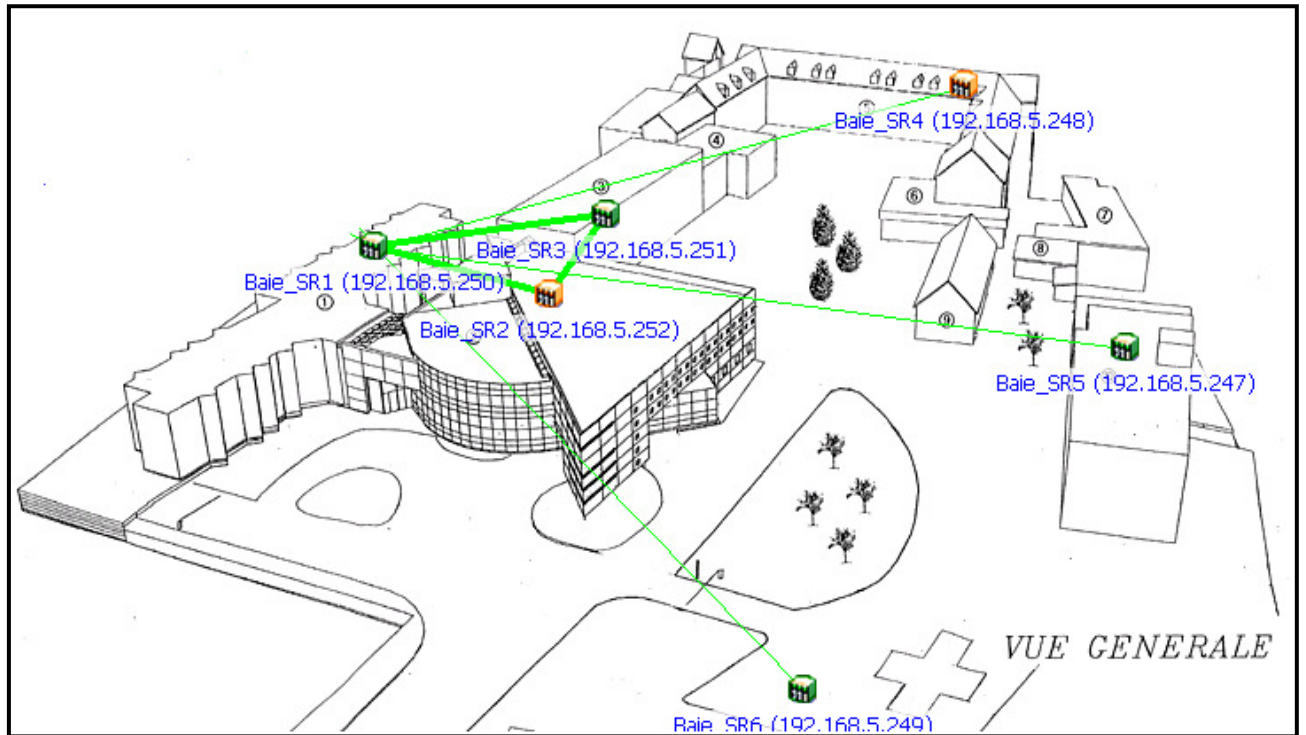 ⑤
Baie_SR4 (192.168.5.248)
④
③
⑥
⑦
Baie_SR3 (192.168.5.251)
⑧
Baie_SR1 (192.168.5.250)
①
⑨
Baie_SR2 (192.168.5.252)
Baie_SR5 (192.168.5.247)
VUE GENERALE
Baie_SR6 (192.168.5.249)